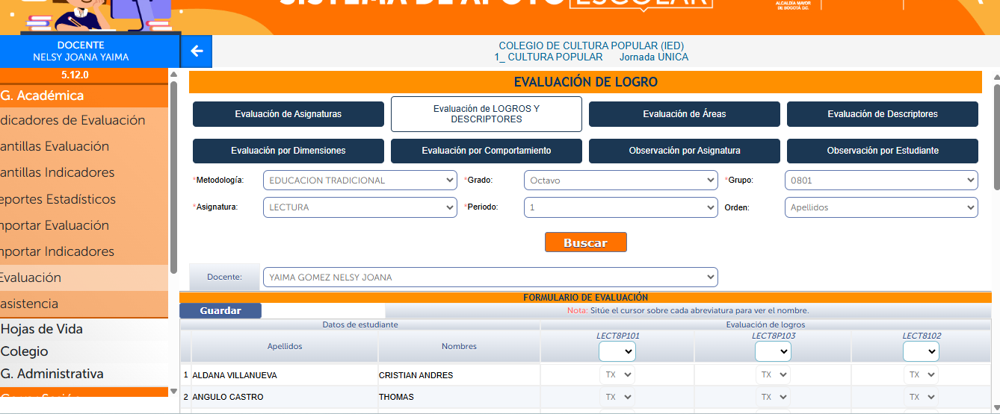 SISTEMA DE APOYO ESCOLAR
ALCALDÍA MAYOR
DE BOGOTÁ D.C.
DOCENTE
NELSY JOANA YAIMA
COLEGIO DE CULTURA POPULAR (IED)
1_ CULTURA POPULAR Jornada UNICA
5.12.0
G. Académica
dicadores de Evaluación
antillas Evaluación
antillas Indicadores
eportes Estadísticos
mportar Evaluación
mportar Indicadores
Evaluación
asistencia
Hojas de Vida
Colegio
G. Administrativa
Cerrar Sesión
EVALUACIÓN DE LOGRO
Evaluación de Asignaturas
Evaluación de LOGROS Y
DESCRIPTORES
Evaluación de Áreas
Evaluación de Descriptores
Evaluación por Dimensiones
Evaluación por Comportamiento
Observación por Asignatura
Observación por Estudiante
*Metodología: EDUCACION TRADICIONAL *Grado: Octavo *Grupo: 0801
*Asignatura: LECTURA *Periodo: 1 Orden: Apellidos
Buscar
Docente: YAIMA GOMEZ NELSY JOANA
FORMULARIO DE EVALUACIÓN
Guardar Nota: Sitúe el cursor sobre cada abreviatura para ver el nombre.
Datos de estudiante Evaluación de logros
Apellidos Nombres LECT8P101 LECT8P103 LECT8102
1 ALDANA VILLANUEVA CRISTIAN ANDRES TX TX TX
2 ANGULO CASTRO THOMAS TX TX TX